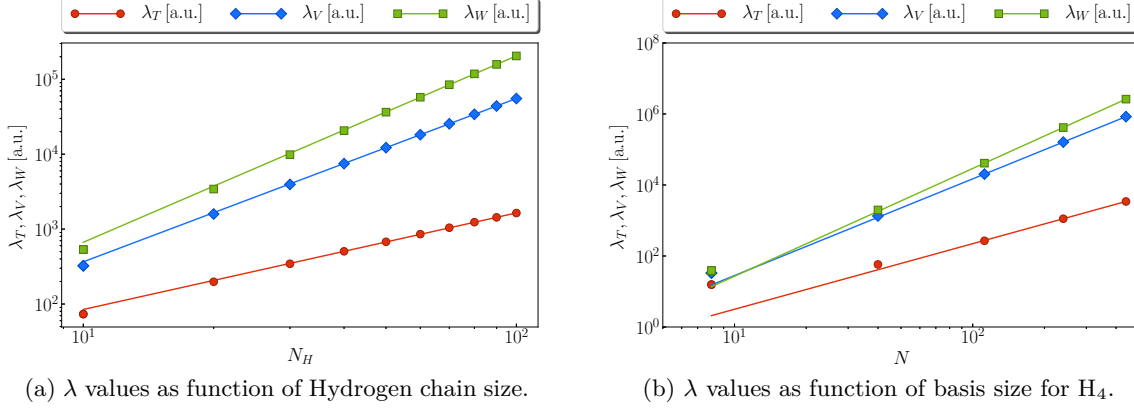 λ_T [a.u.] λ_V [a.u.] λ_W [a.u.]
λ_T, λ_V, λ_W [a.u.]
10^5
10^4
10^3
10^2
10^1 10^2
N_H
(a) λ values as function of Hydrogen chain size.
λ_T [a.u.] λ_V [a.u.] λ_W [a.u.]
λ_T, λ_V, λ_W [a.u.]
10^8
10^6
10^4
10^2
10^0
10^1 10^2
N
(b) λ values as function of basis size for H_4.